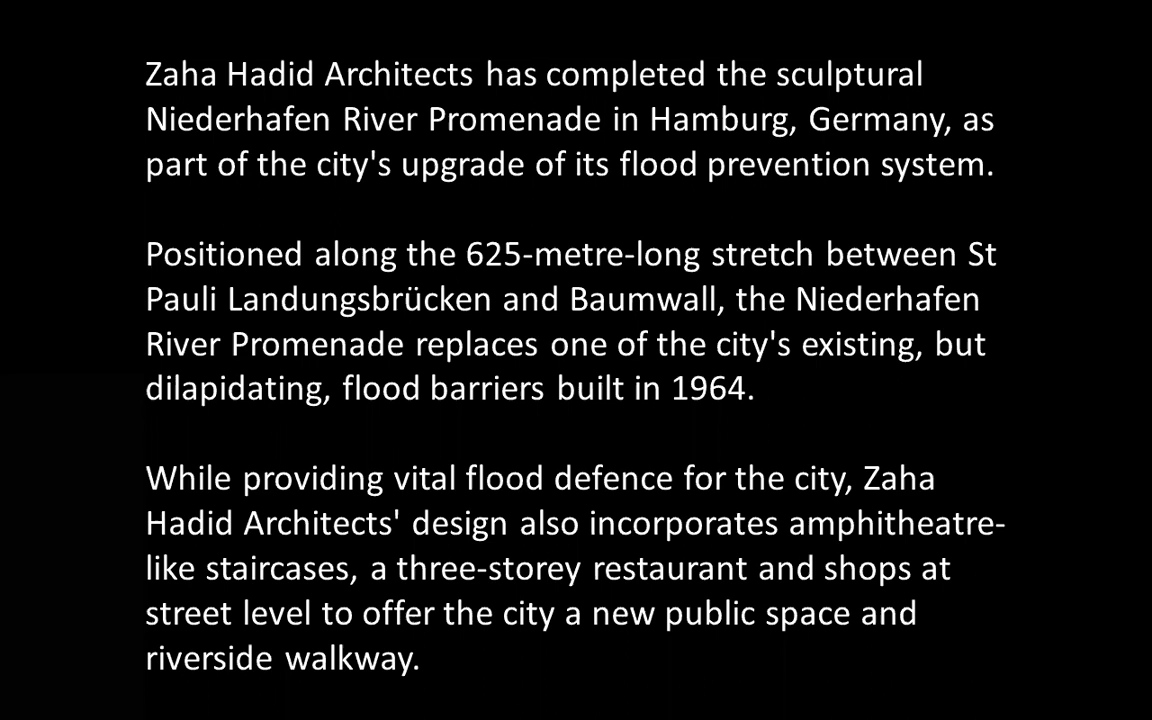 Zaha Hadid Architects has completed the sculptural
Niederhafen River Promenade in Hamburg, Germany, as
part of the city's upgrade of its flood prevention system.
Positioned along the 625-metre-long stretch between St
Pauli Landungsbrücken and Baumwall, the Niederhafen
River Promenade replaces one of the city's existing, but
dilapidating, flood barriers built in 1964.
While providing vital flood defence for the city, Zaha
Hadid Architects' design also incorporates amphitheatre-
like staircases, a three-storey restaurant and shops at
street level to offer the city a new public space and
riverside walkway.